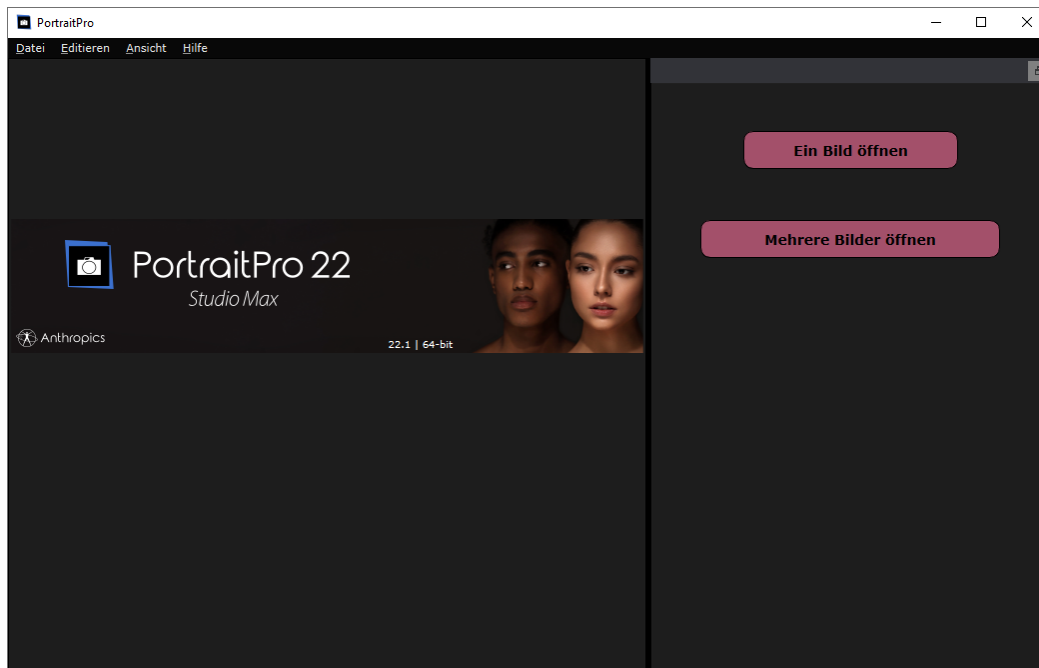 PortraitPro
Datei Editieren Ansicht Hilfe
Ein Bild öffnen
Mehrere Bilder öffnen
PortraitPro 22
Studio Max
Anthropics
22.1 | 64-bit